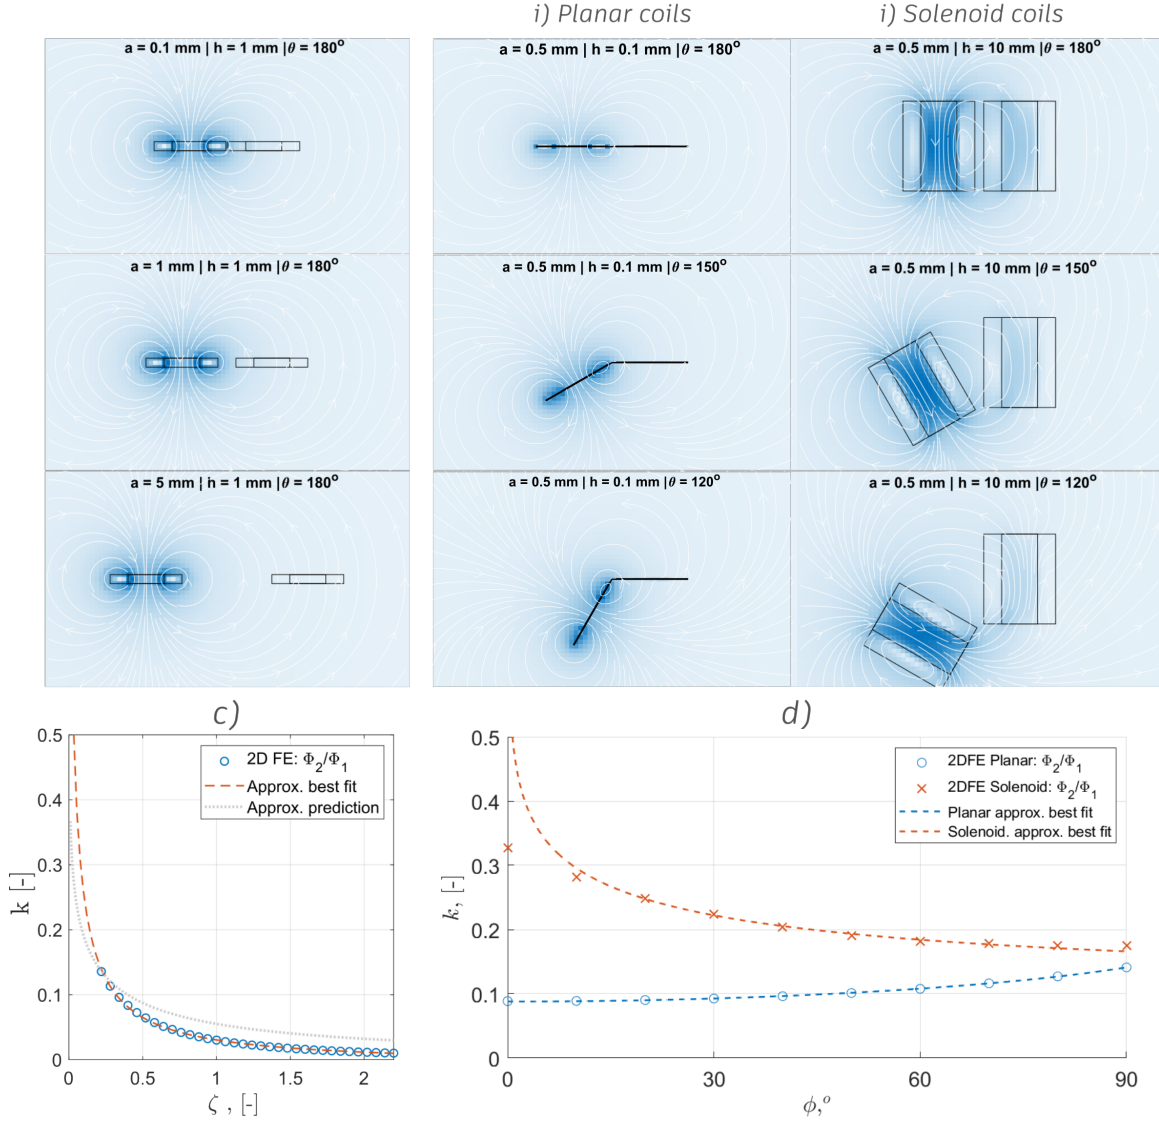 i) Planar coils
i) Solenoid coils
a = 0.1 mm | h = 1 mm |θ = 180°
a = 0.5 mm | h = 0.1 mm |θ = 180°
a = 0.5 mm | h = 10 mm |θ = 180°
a = 1 mm | h = 1 mm |θ = 180°
a = 0.5 mm | h = 0.1 mm |θ = 150°
a = 0.5 mm | h = 10 mm |θ = 150°
a = 5 mm | h = 1 mm |θ = 180°
a = 0.5 mm | h = 0.1 mm |θ = 120°
a = 0.5 mm | h = 10 mm |θ = 120°
c)
0.5
0.4
0.3
0.2
0.1
0
k [-]
2D FE: Φ₂/Φ₁
Approx. best fit
Approx. prediction
0 0.5 1 1.5 2
ζ , [-]
d)
0.5
0.4
0.3
0.2
0.1
0
k, [-]
2DFE Planar: Φ₂/Φ₁
2DFE Solenoid: Φ₂/Φ₁
Planar approx. best fit
Solenoid. approx. best fit
0 30 60 90
ϕ,°